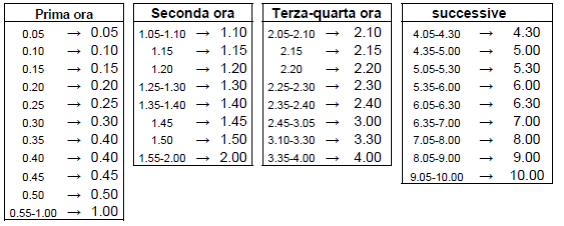 Prima ora
0.05 → 0.05
0.10 → 0.10
0.15 → 0.15
0.20 → 0.20
0.25 → 0.25
0.30 → 0.30
0.35 → 0.40
0.40 → 0.40
0.45 → 0.45
0.50 → 0.50
0.55-1.00 → 1.00
Seconda ora
1.05-1.10 → 1.10
1.15 → 1.15
1.20 → 1.20
1.25-1.30 → 1.30
1.35-1.40 → 1.40
1.45 → 1.45
1.50 → 1.50
1.55-2.00 → 2.00
Terza-quarta ora
2.05-2.10 → 2.10
2.15 → 2.15
2.20 → 2.20
2.25-2.30 → 2.30
2.35-2.40 → 2.40
2.45-3.05 → 3.00
3.10-3.30 → 3.30
3.35-4.00 → 4.00
successive
4.05-4.30 → 4.30
4.35-5.00 → 5.00
5.05-5.30 → 5.30
5.35-6.00 → 6.00
6.05-6.30 → 6.30
6.35-7.00 → 7.00
7.05-8.00 → 8.00
8.05-9.00 → 9.00
9.05-10.00 → 10.00